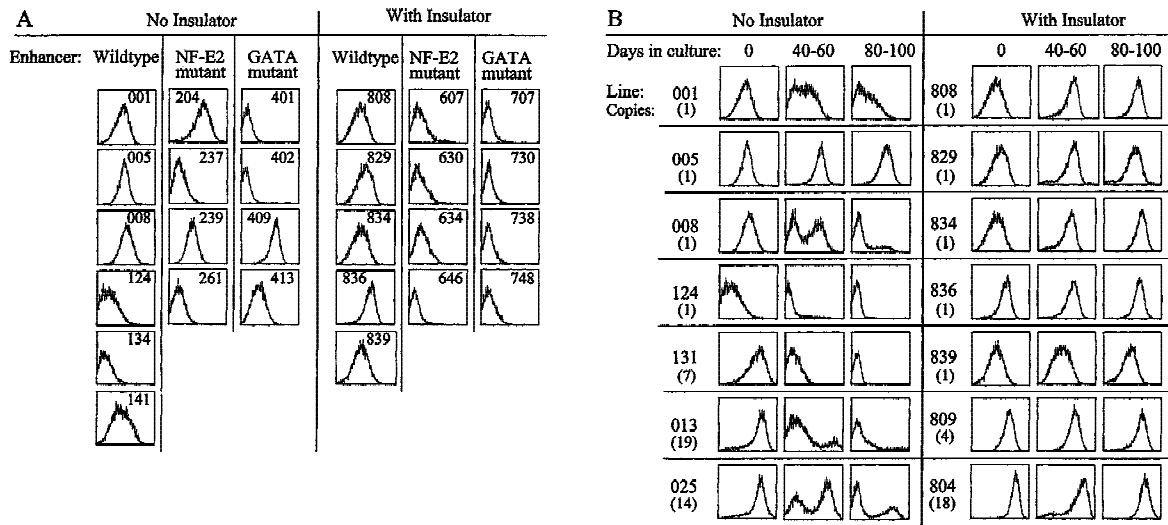 A
No Insulator
With Insulator
Enhancer: Wildtype NF-E2 mutant GATA mutant Wildtype NF-E2 mutant GATA mutant
001 204 401 808 607 707
005 237 402 829 630 730
008 239 409 834 634 738
124 261 413 836 646 748
134 839
141
B
No Insulator
With Insulator
Days in culture: 0 40-60 80-100 0 40-60 80-100
Line: 001 808
Copies: (1) (1)
005 829
(1) (1)
008 834
(1) (1)
124 836
(1) (1)
131 839
(7) (1)
013 809
(19) (4)
025 804
(14) (18)